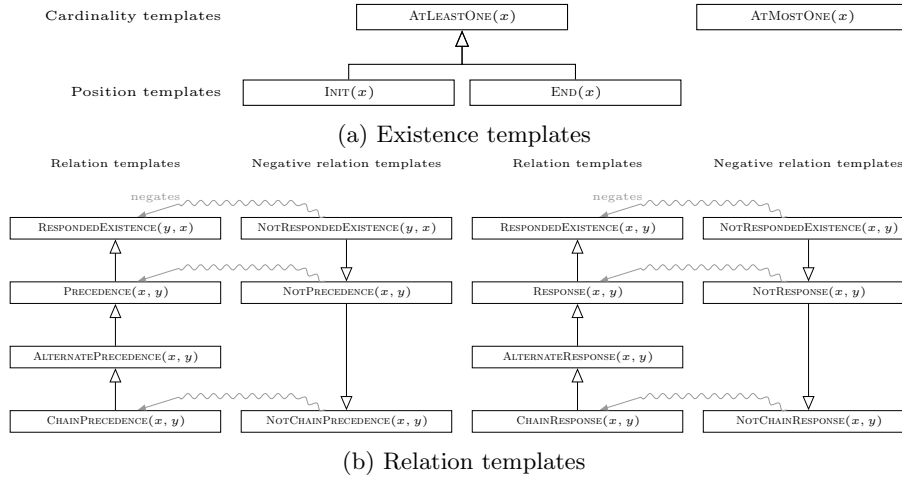 Cardinality templates ATLEASTONE(x) ATMOSTONE(x)
Position templates INIT(x) END(x)
(a) Existence templates
Relation templates Negative relation templates Relation templates Negative relation templates
negates negates
RESPONDEDEXISTENCE(y, x) NOTRESPONDEDEXISTENCE(y, x) RESPONDEDEXISTENCE(x, y) NOTRESPONDEDEXISTENCE(x, y)
PRECEDENCE(x, y) NOTPRECEDENCE(x, y) RESPONSE(x, y) NOTRESPONSE(x, y)
ALTERNATEPRECEDENCE(x, y) ALTERNATERESPONSE(x, y)
CHAINPRECEDENCE(x, y) NOTCHAINPRECEDENCE(x, y) CHAINRESPONSE(x, y) NOTCHAINRESPONSE(x, y)
(b) Relation templates